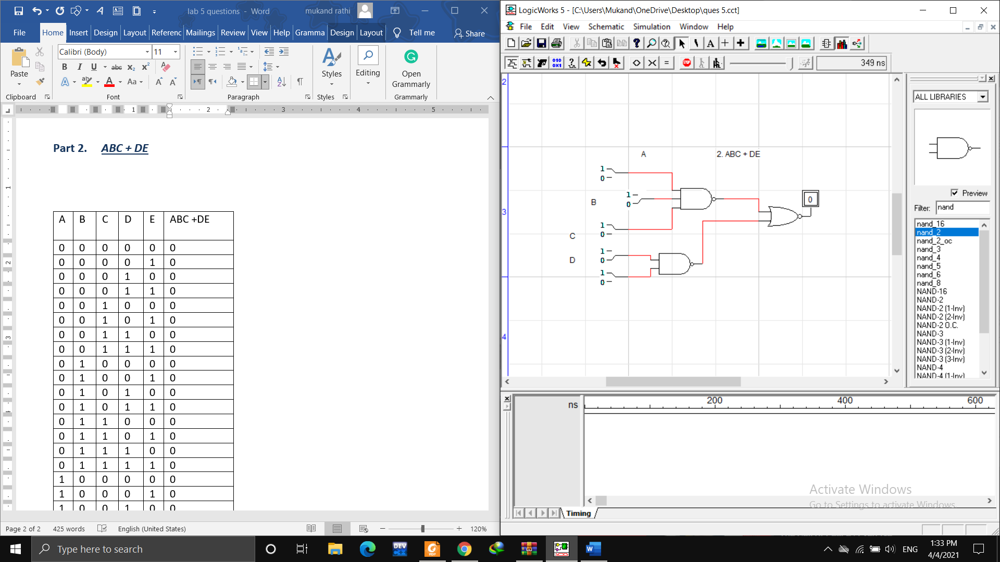 lab 5 questions - Word
mukand rathi
File Home Insert Design Layout Referenc Mailings Review View Help Gramma Design Layout Tell me Share
Paste
Clipboard
Calibri (Body) 11
B I U abc x₂ x²
A ab A Aa A A
Font
Paragraph
Styles
Styles
Editing
Open
Grammarly
Grammarly
1 2 3 4 5
Part 2. ABC + DE
A B C D E ABC +DE
0 0 0 0 0 0
0 0 0 0 1 0
0 0 0 1 0 0
0 0 0 1 1 0
0 0 1 0 0 0
0 0 1 0 1 0
0 0 1 1 0 0
0 0 1 1 1 0
0 1 0 0 0 0
0 1 0 0 1 0
0 1 0 1 0 0
0 1 0 1 1 0
0 1 1 0 0 0
0 1 1 0 1 0
0 1 1 1 0 0
0 1 1 1 1 0
1 0 0 0 0 0
1 0 0 0 1 0
1 0 0 1 0 0
1
2
3
Page 2 of 2 425 words English (United States) 120%
LogicWorks 5 - [C:\Users\Mukand\OneDrive\Desktop\ques 5.cct]
File Edit View Schematic Simulation Window Help
349 ns
2
3
4
A 2. ABC + DE
1
0
B
1
0
0
C
1
0
D
1
0
1
0
ALL LIBRARIES
Preview
Filter: nand
nand_16
nand_2
nand_2_oc
nand_3
nand_4
nand_5
nand_6
nand_8
NAND-16
NAND-2
NAND-2 (1-Inv)
NAND-2 (2-Inv)
NAND-2 O.C.
NAND-3
NAND-3 (1-Inv)
NAND-3 (2-Inv)
NAND-3 (3-Inv)
NAND-4
NAND-4 (1-Inv)
ns 200 400 600
Timing
Activate Windows
Go to Settings to activate Windows.
Type here to search
DEV C++
PDF
ENG
1:33 PM
4/4/2021